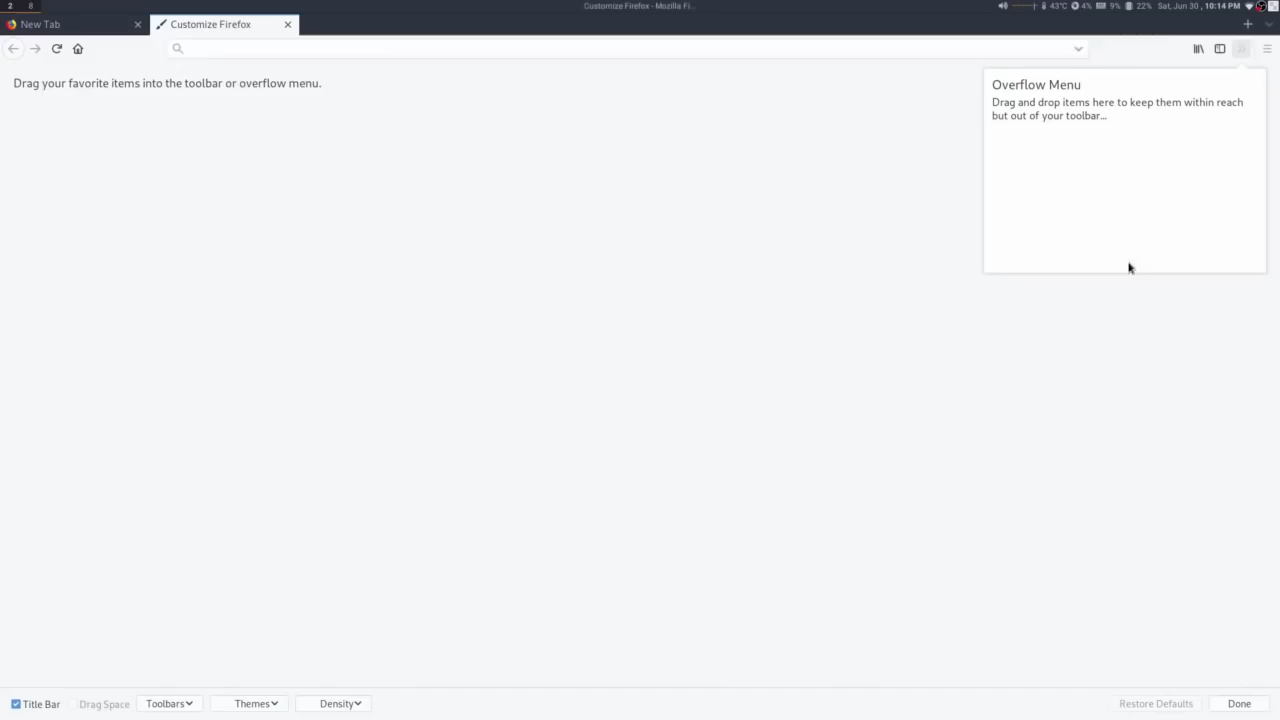 2 8 Customize Firefox - Mozilla Fi... 43°C 4% 9% 22% Sat, Jun 30 , 10:14 PM
New Tab Customize Firefox
Drag your favorite items into the toolbar or overflow menu.
Overflow Menu
Drag and drop items here to keep them within reach
but out of your toolbar...
Title Bar Drag Space Toolbars Themes Density Restore Defaults Done